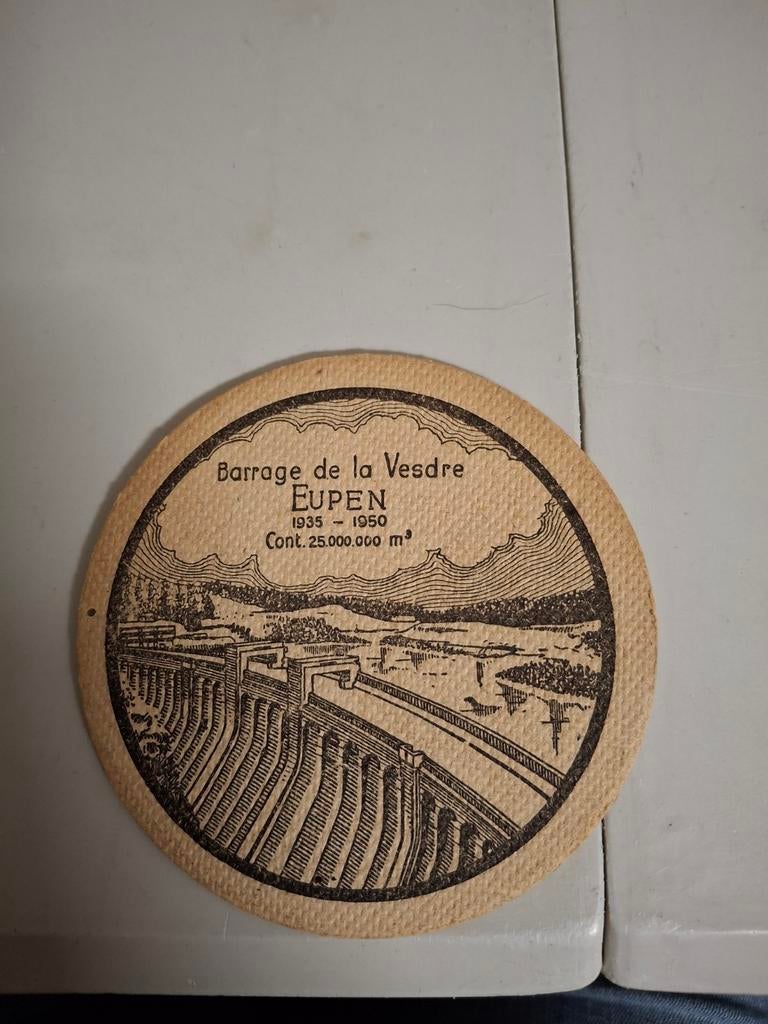 Barrage de la Vesdre
EUPEN
1935 - 1950
Cont. 25.000.000 m³